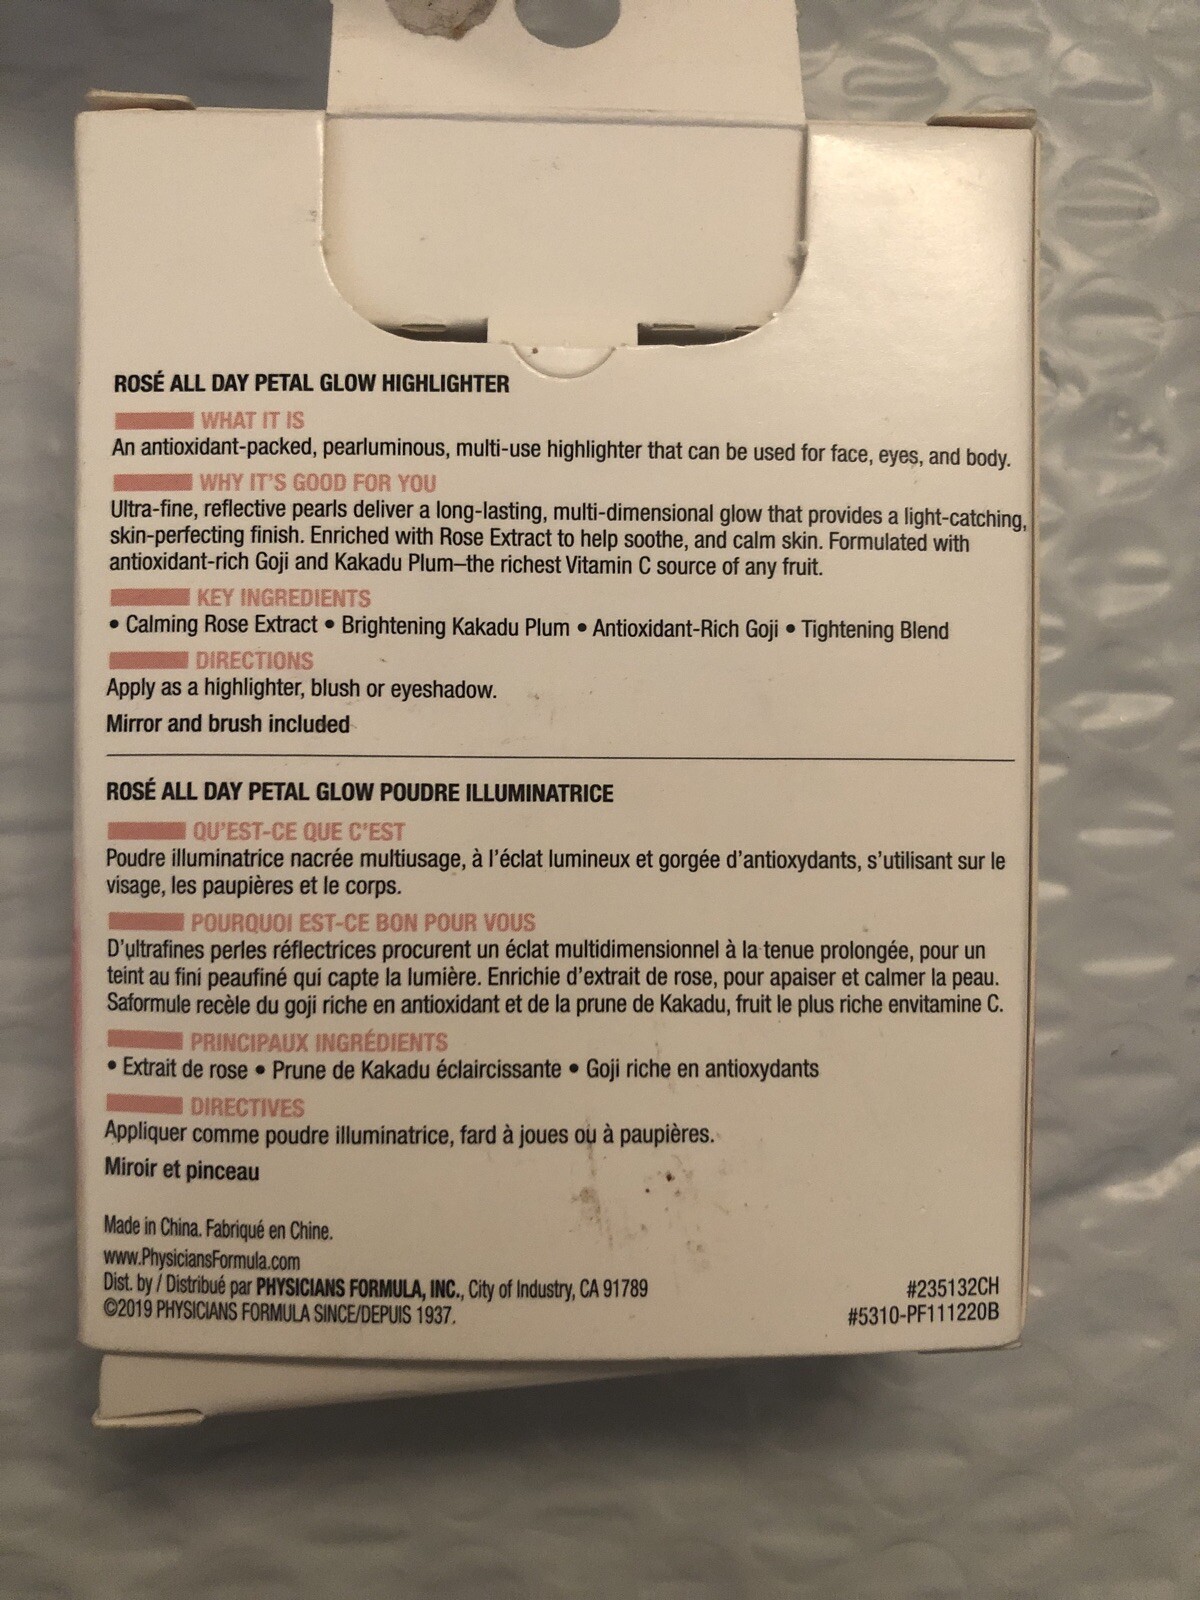 ROSÉ ALL DAY PETAL GLOW HIGHLIGHTER
WHAT IT IS
An antioxidant-packed, pearluminous, multi-use highlighter that can be used for face, eyes, and body.
WHY IT'S GOOD FOR YOU
Ultra-fine, reflective pearls deliver a long-lasting, multi-dimensional glow that provides a light-catching,
skin-perfecting finish. Enriched with Rose Extract to help soothe, and calm skin. Formulated with
antioxidant-rich Goji and Kakadu Plum–the richest Vitamin C source of any fruit.
KEY INGREDIENTS
• Calming Rose Extract • Brightening Kakadu Plum • Antioxidant-Rich Goji • Tightening Blend
DIRECTIONS
Apply as a highlighter, blush or eyeshadow.
Mirror and brush included
ROSÉ ALL DAY PETAL GLOW POUDRE ILLUMINATRICE
QU'EST-CE QUE C'EST
Poudre illuminatrice nacrée multiusage, à l'éclat lumineux et gorgée d'antioxydants, s'utilisant sur le
visage, les paupières et le corps.
POURQUOI EST-CE BON POUR VOUS
D'ultrafines perles réflectrices procurent un éclat multidimensionnel à la tenue prolongée, pour un
teint au fini peaufiné qui capte la lumière. Enrichie d'extrait de rose, pour apaiser et calmer la peau.
Saformule recèle du goji riche en antioxidant et de la prune de Kakadu, fruit le plus riche envitamine C.
PRINCIPAUX INGRÉDIENTS
• Extrait de rose • Prune de Kakadu éclaircissante • Goji riche en antioxydants
DIRECTIVES
Appliquer comme poudre illuminatrice, fard à joues ou à paupières.
Miroir et pinceau
Made in China. Fabriqué en Chine.
www.PhysiciansFormula.com
Dist. by / Distribué par PHYSICIANS FORMULA, INC., City of Industry, CA 91789
©2019 PHYSICIANS FORMULA SINCE/DEPUIS 1937.
#235132CH
#5310-PF111220B